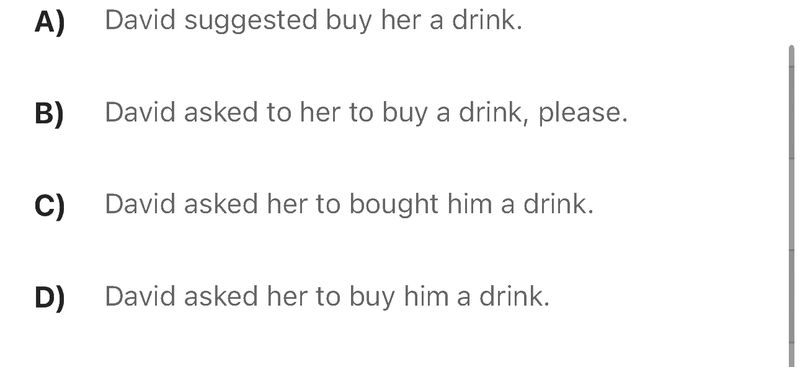 A) David suggested buy her a drink.
B) David asked to her to buy a drink, please.
C) David asked her to bought him a drink.
D) David asked her to buy him a drink.